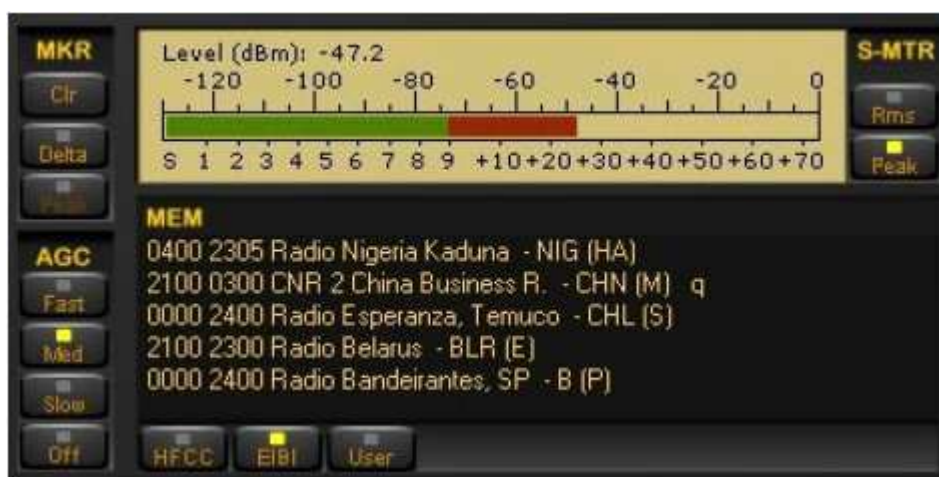 MKR
Clr
Delta
Level (dBm): -47.2
-120 -100 -80 -60 -40 -20 0
S 1 2 3 4 5 6 7 8 9 +10+20+30+40+50+60+70
S-MTR
Rms
Peak
AGC
Fast
Med
Slow
Off
MEM
0400 2305 Radio Nigeria Kaduna - NIG (HA)
2100 0300 CNR 2 China Business R. - CHN (M) q
0000 2400 Radio Esperanza, Temuco - CHL (S)
2100 2300 Radio Belarus - BLR (E)
0000 2400 Radio Bandeirantes, SP - B (P)
HFCC EIBI User